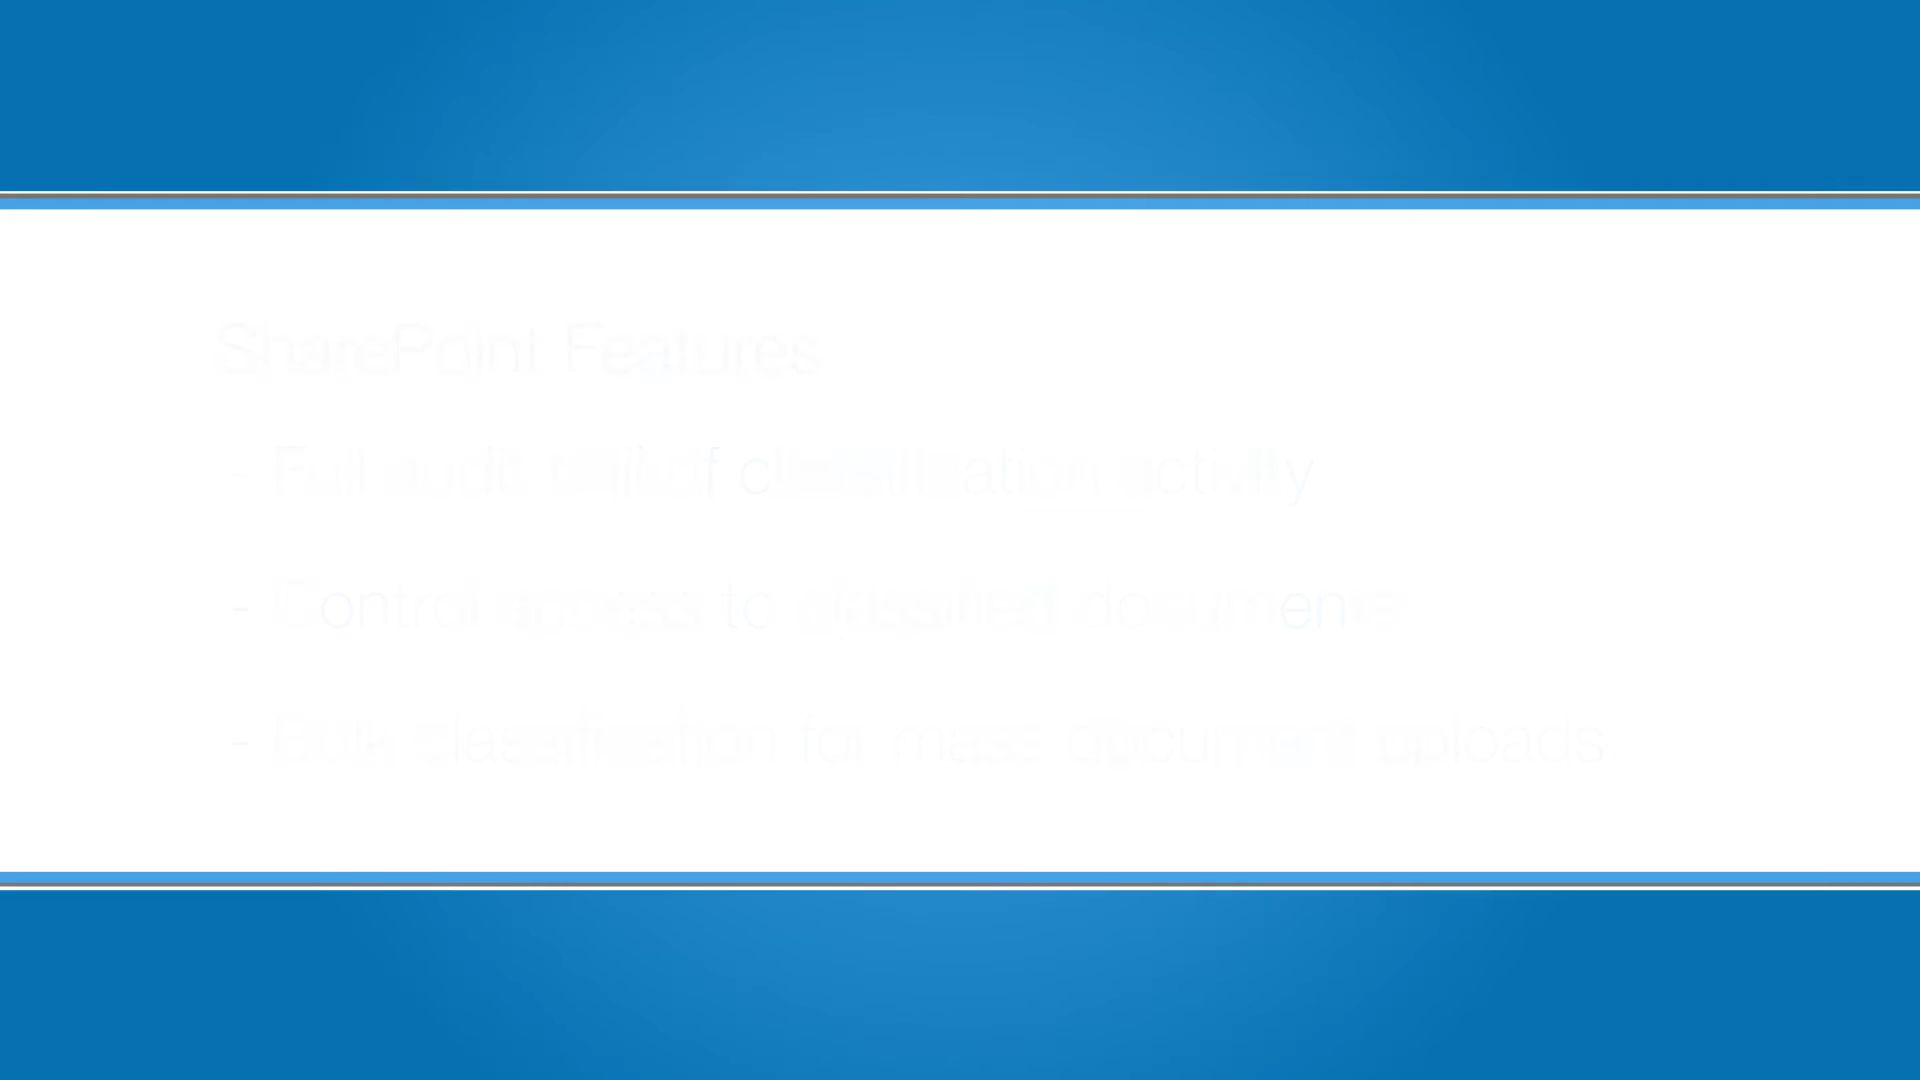 SharePoint Features
- Full audit trail of classification activity
- Control access to classified documents
- Bulk classification for mass document uploads